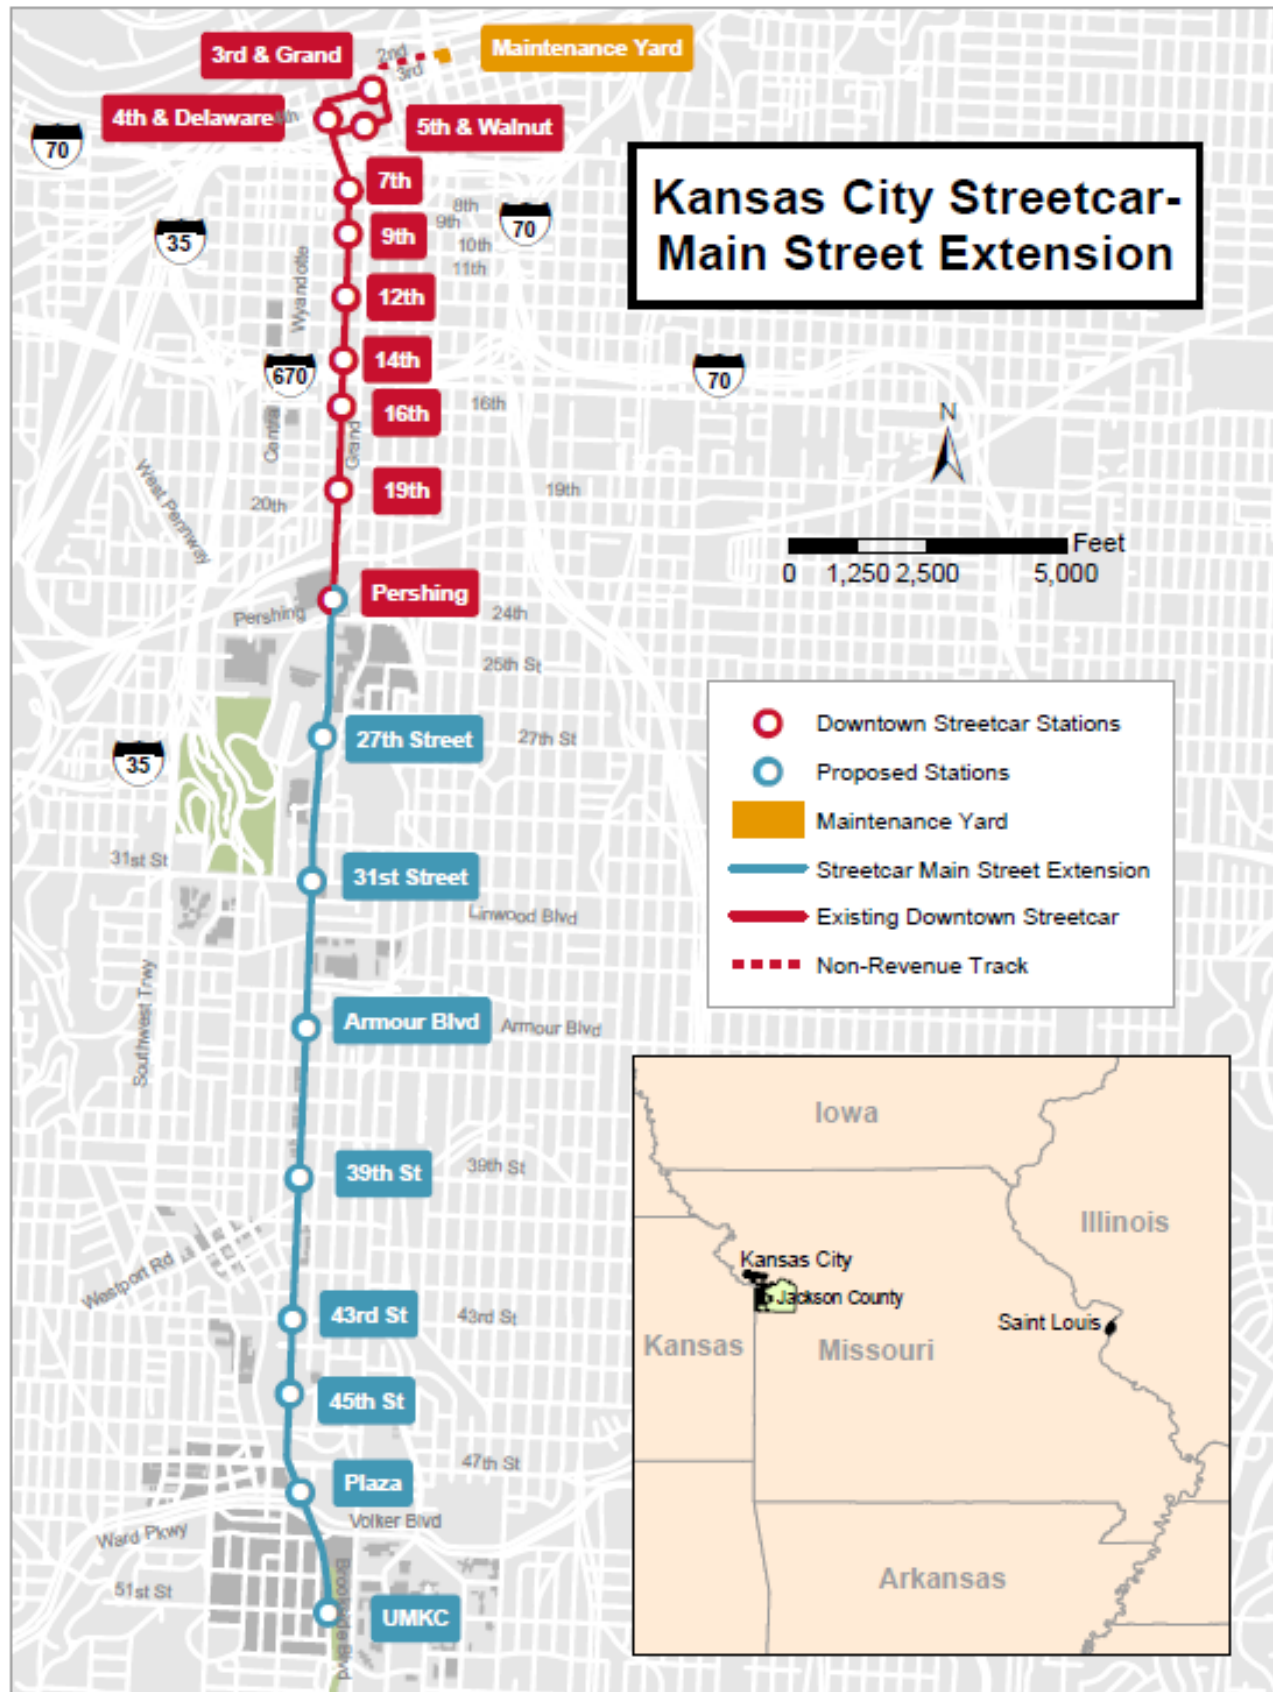 3rd & Grand
2nd
3rd
Maintenance Yard
4th & Delaware
5th & Walnut
70
7th
Kansas City Streetcar-
Main Street Extension
8th
9th
70
35
9th
10th
11th
Wyandotte
12th
670
14th
70
16th
16th
Central
Grand
N
West Pennway
19th
19th
20th
Feet
0 1,250 2,500 5,000
Pershing
Pershing
24th
25th St
27th Street
27th St
35
Downtown Streetcar Stations
Proposed Stations
Maintenance Yard
Streetcar Main Street Extension
Existing Downtown Streetcar
Non-Revenue Track
31st St
31st Street
Linwood Blvd
Southwest Trwy
Armour Blvd
Armour Blvd
39th St
39th St
Westport Rd
43rd St
43rd St
45th St
47th St
Plaza
Volker Blvd
Ward Pkwy
51st St
Brookside Blvd
UMKC
Iowa
Illinois
Kansas City
Jackson County
Saint Louis
Kansas
Missouri
Arkansas